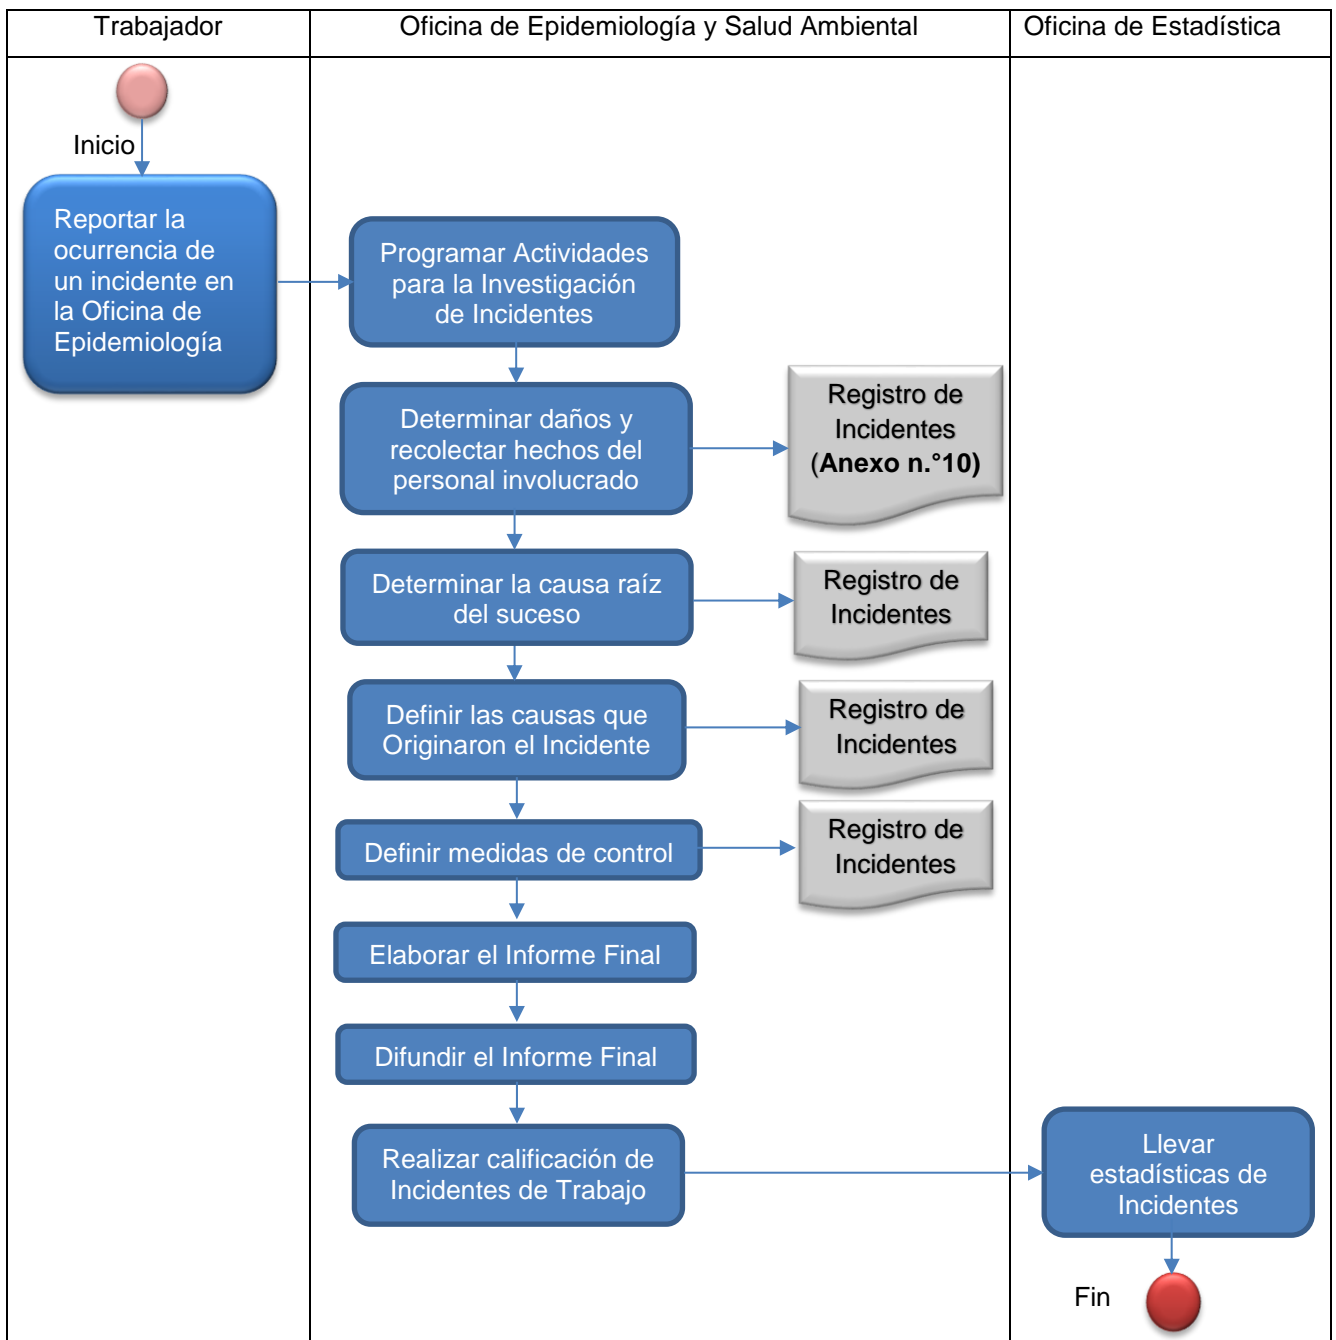 Trabajador
Oficina de Epidemiología y Salud Ambiental
Oficina de Estadística
Inicio
Reportar la
ocurrencia de
un incidente en
la Oficina de
Epidemiología
Programar Actividades
para la Investigación
de Incidentes
Determinar daños y
recolectar hechos del
personal involucrado
Registro de
Incidentes
(Anexo n.°10)
Determinar la causa raíz
del suceso
Registro de
Incidentes
Definir las causas que
Originaron el Incidente
Registro de
Incidentes
Definir medidas de control
Registro de
Incidentes
Elaborar el Informe Final
Difundir el Informe Final
Realizar calificación de
Incidentes de Trabajo
Llevar
estadísticas de
Incidentes
Fin